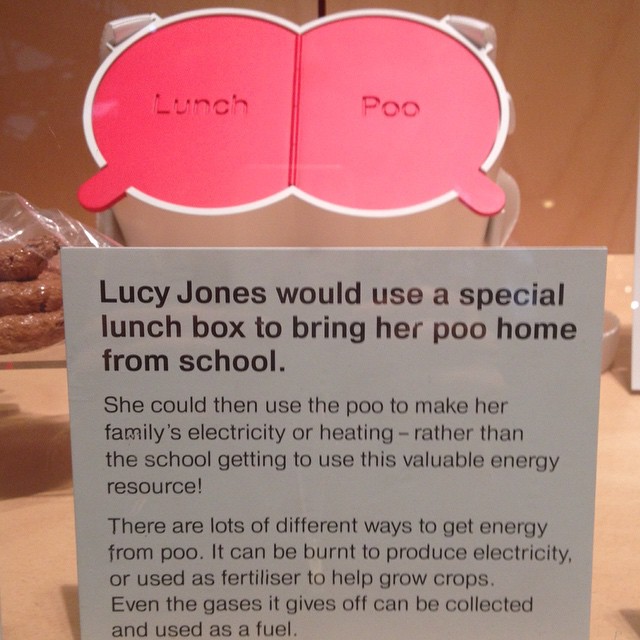 Lunch Poo
Lucy Jones would use a special
lunch box to bring her poo home
from school.
She could then use the poo to make her
family's electricity or heating – rather than
the school getting to use this valuable energy
resource!
There are lots of different ways to get energy
from poo. It can be burnt to produce electricity,
or used as fertiliser to help grow crops.
Even the gases it gives off can be collected
and used as a fuel.